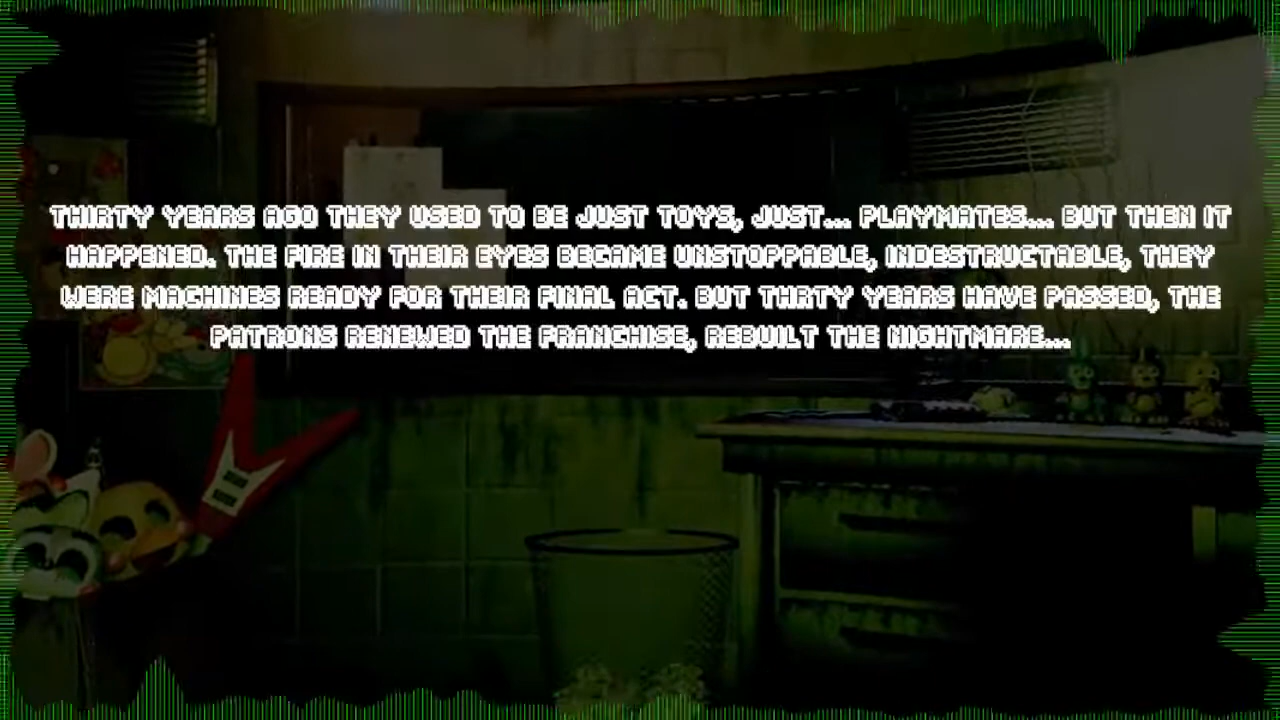 THIRTY YEARS AGO THEY USED TO BE JUST TOYS, JUST... PLAYMATES... BUT THEN IT
HAPPENED. THE FIRE IN THEIR EYES BECAME UNSTOPPABLE, INDESTRUCTABLE, THEY
WERE MACHINES READY FOR THEIR FINAL ACT. BUT THRTY YEARS HAVE PASSED, THE
PATRONS RENEWED THE FRANCHISE, REBUILT THE NIGHTMARE...